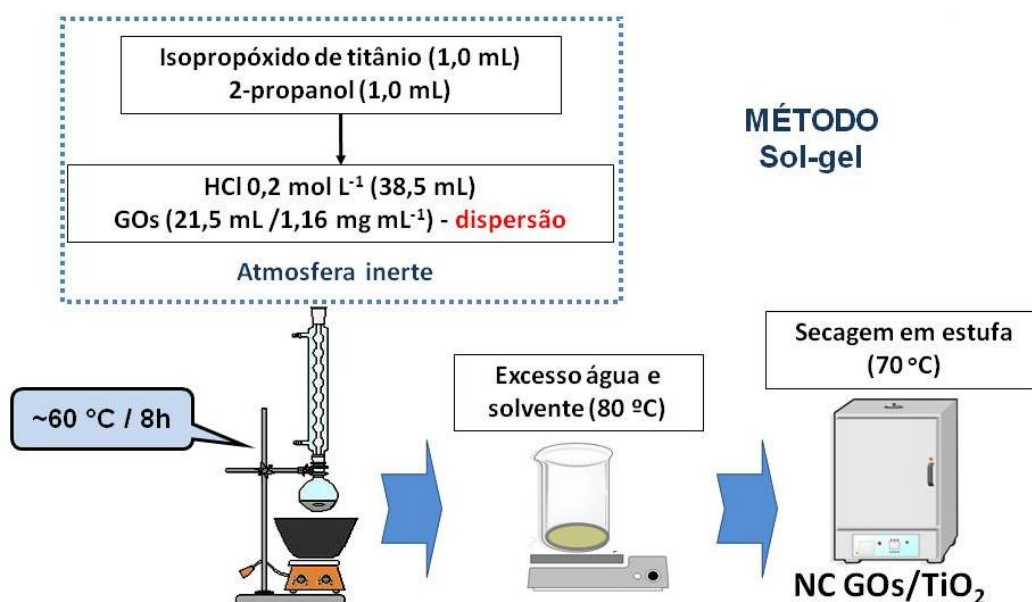 Isopropóxido de titânio (1,0 mL)
2-propanol (1,0 mL)
MÉTODO
Sol-gel
HCl 0,2 mol L⁻¹ (38,5 mL)
GOs (21,5 mL /1,16 mg mL⁻¹) - dispersão
Atmosfera inerte
~60 °C / 8h
Excesso água e
solvente (80 ºC)
Secagem em estufa
(70 °C)
NC GOs/TiO₂